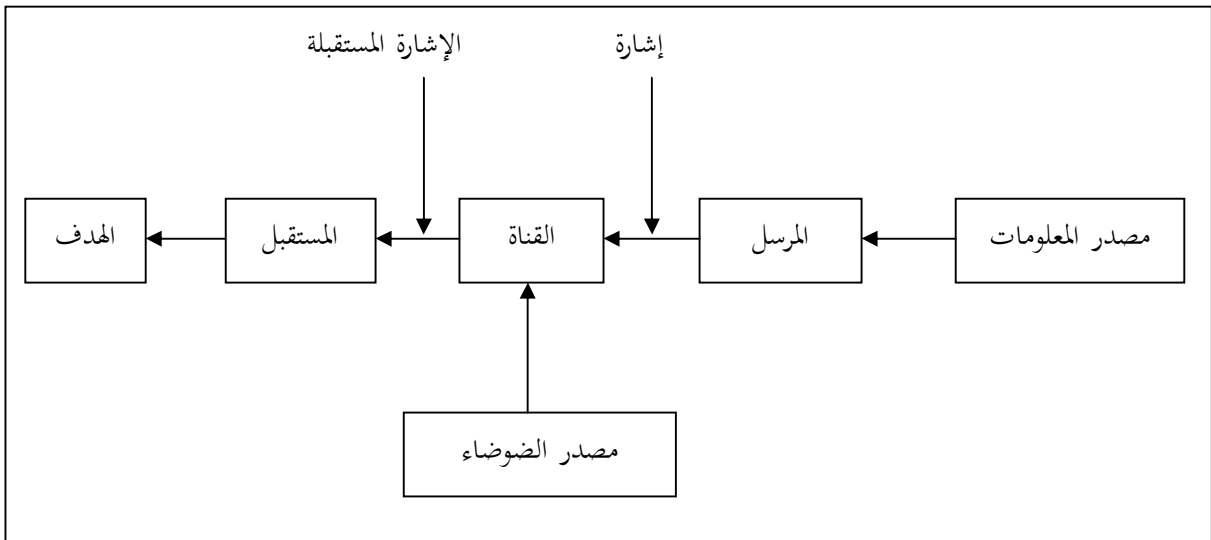 إشارة
الإشارة المستقبلة
مصدر المعلومات
المرسل
القناة
المستقبل
الهدف
مصدر الضوضاء